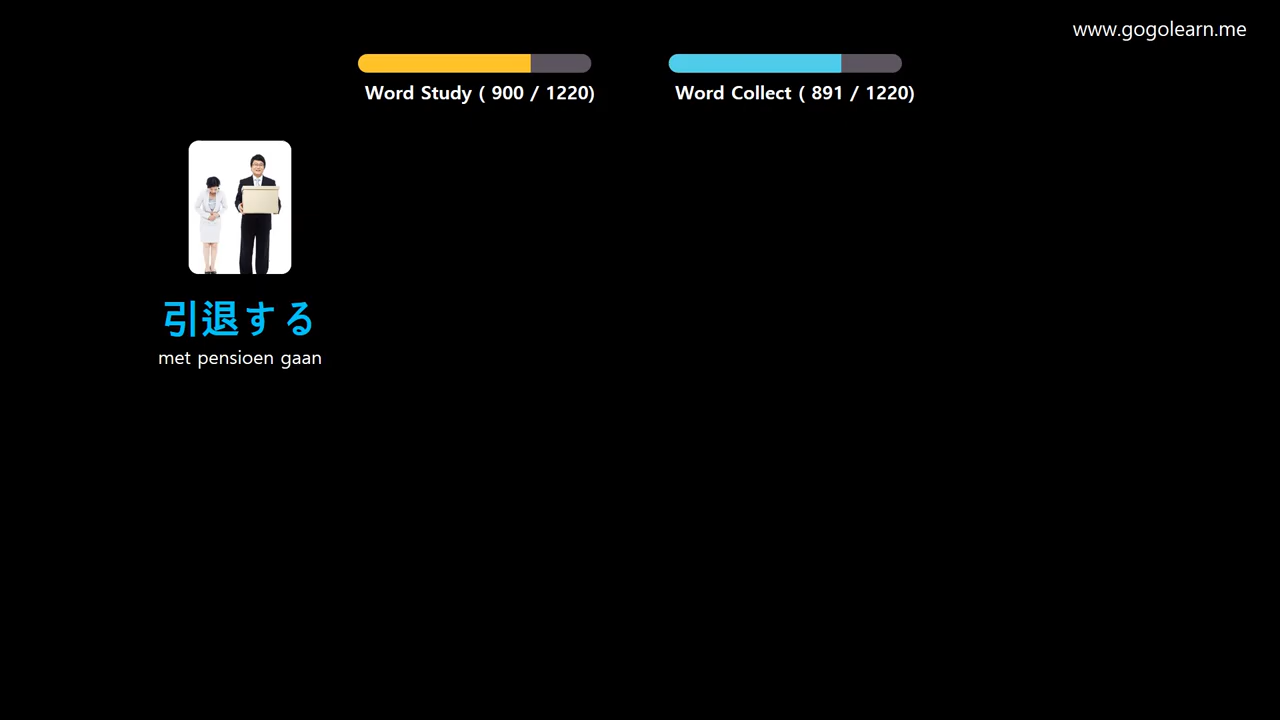 www.gogolearn.me
Word Study ( 900 / 1220)
Word Collect ( 891 / 1220)
引退する
met pensioen gaan